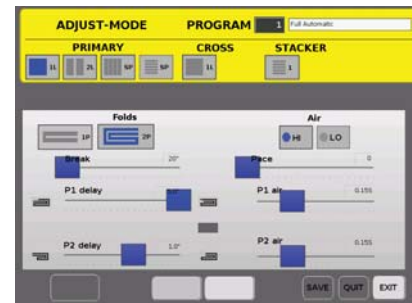 ADJUST-MODE PROGRAM 1 Full Automatic
PRIMARY CROSS STACKER
1L 2L SP SP 1L 1
Folds Air
1P 2P HI LO
Break 20" Pace 0
P1 delay P1 air 0.15S
P2 delay 1.0" P2 air 0.15S
SAVE QUIT EXIT